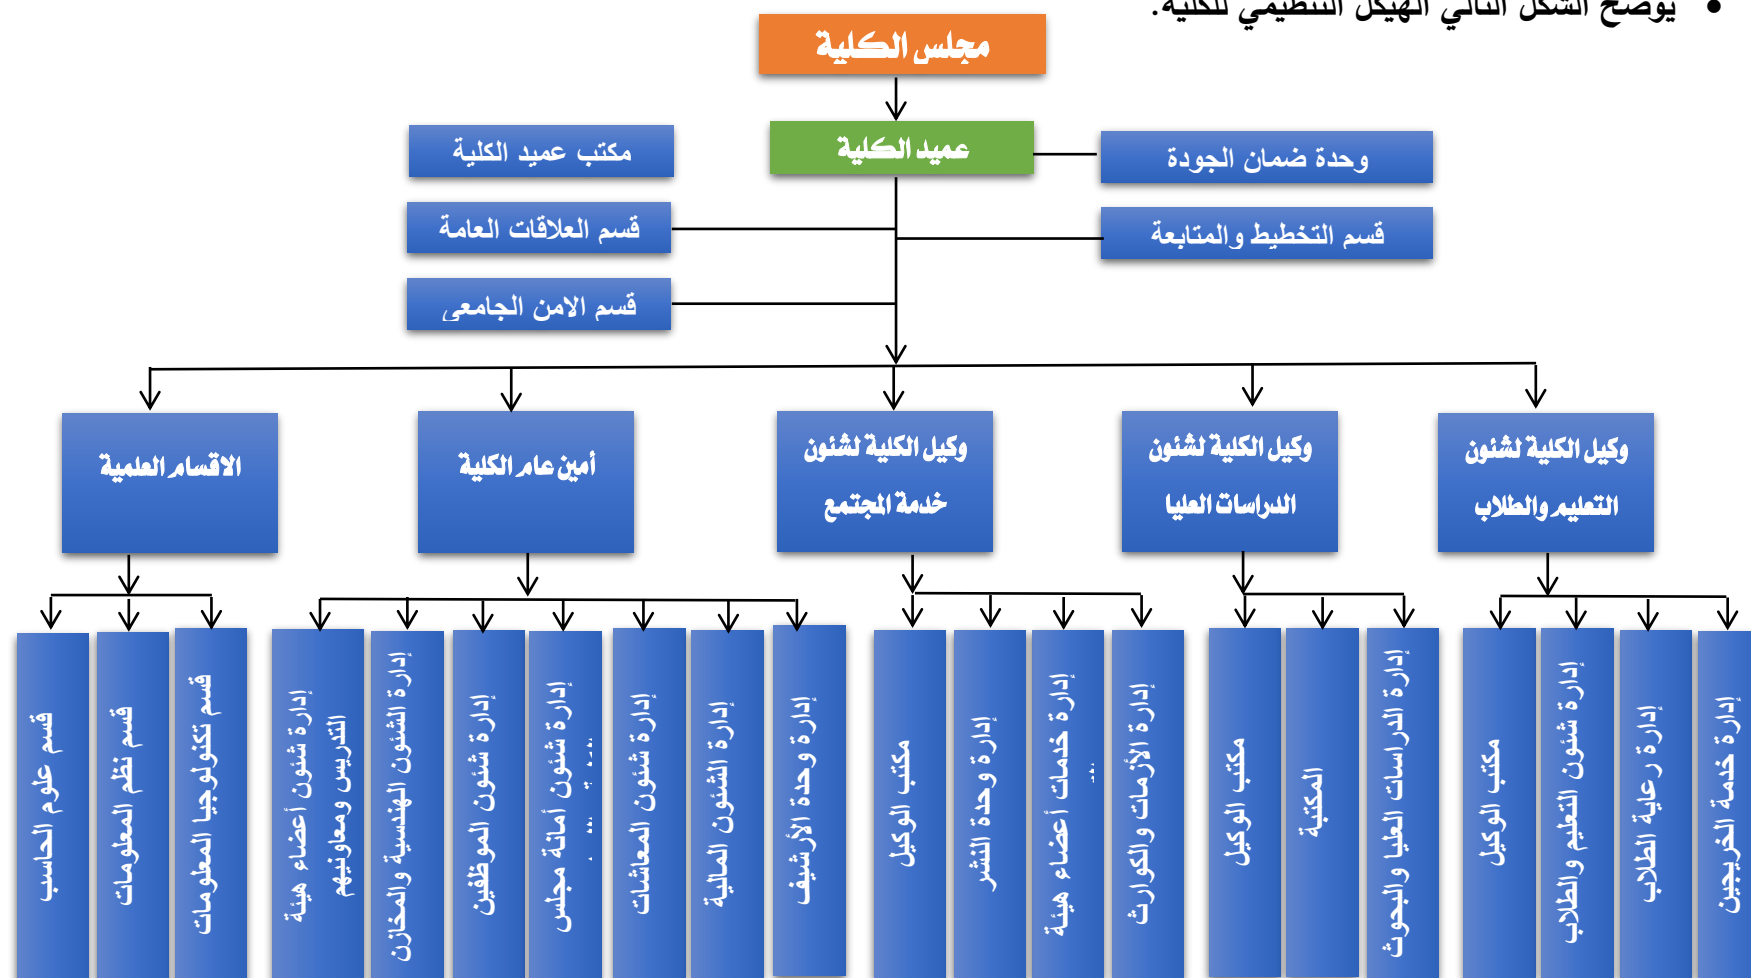 • يوضح الشكل التالي الهيكل التنظيمي للكلية.
مجلس الكلية
عميد الكلية
وحدة ضمان الجودة
مكتب عميد الكلية
قسم التخطيط والمتابعة
قسم العلاقات العامة
قسم الامن الجامعى
وكيل الكلية لشئون
التعليم والطلاب
وكيل الكلية لشئون
الدراسات العليا
وكيل الكلية لشئون
خدمة المجتمع
أمين عام الكلية
الاقسام العلمية
إدارة خدمة الخريجين
إدارة رعاية الطلاب
إدارة شئون التعليم والطلاب
مكتب الوكيل
إدارة الدراسات العليا والبحوث
المكتبة
مكتب الوكيل
إدارة الأزمات والكوارث
إدارة خدمات أعضاء هيئة
إدارة وحدة النشر
مكتب الوكيل
إدارة وحدة الأرشيف
إدارة الشئون المالية
إدارة شئون المعاشات
إدارة شئون أمانة مجلس
إدارة شئون الموظفين
إدارة الشئون الهندسية والمخازن
إدارة شئون أعضاء هيئة
التدريس ومعاونيهم
قسم تكنولوجيا المعلومات
قسم نظم المعلومات
قسم علوم الحاسب